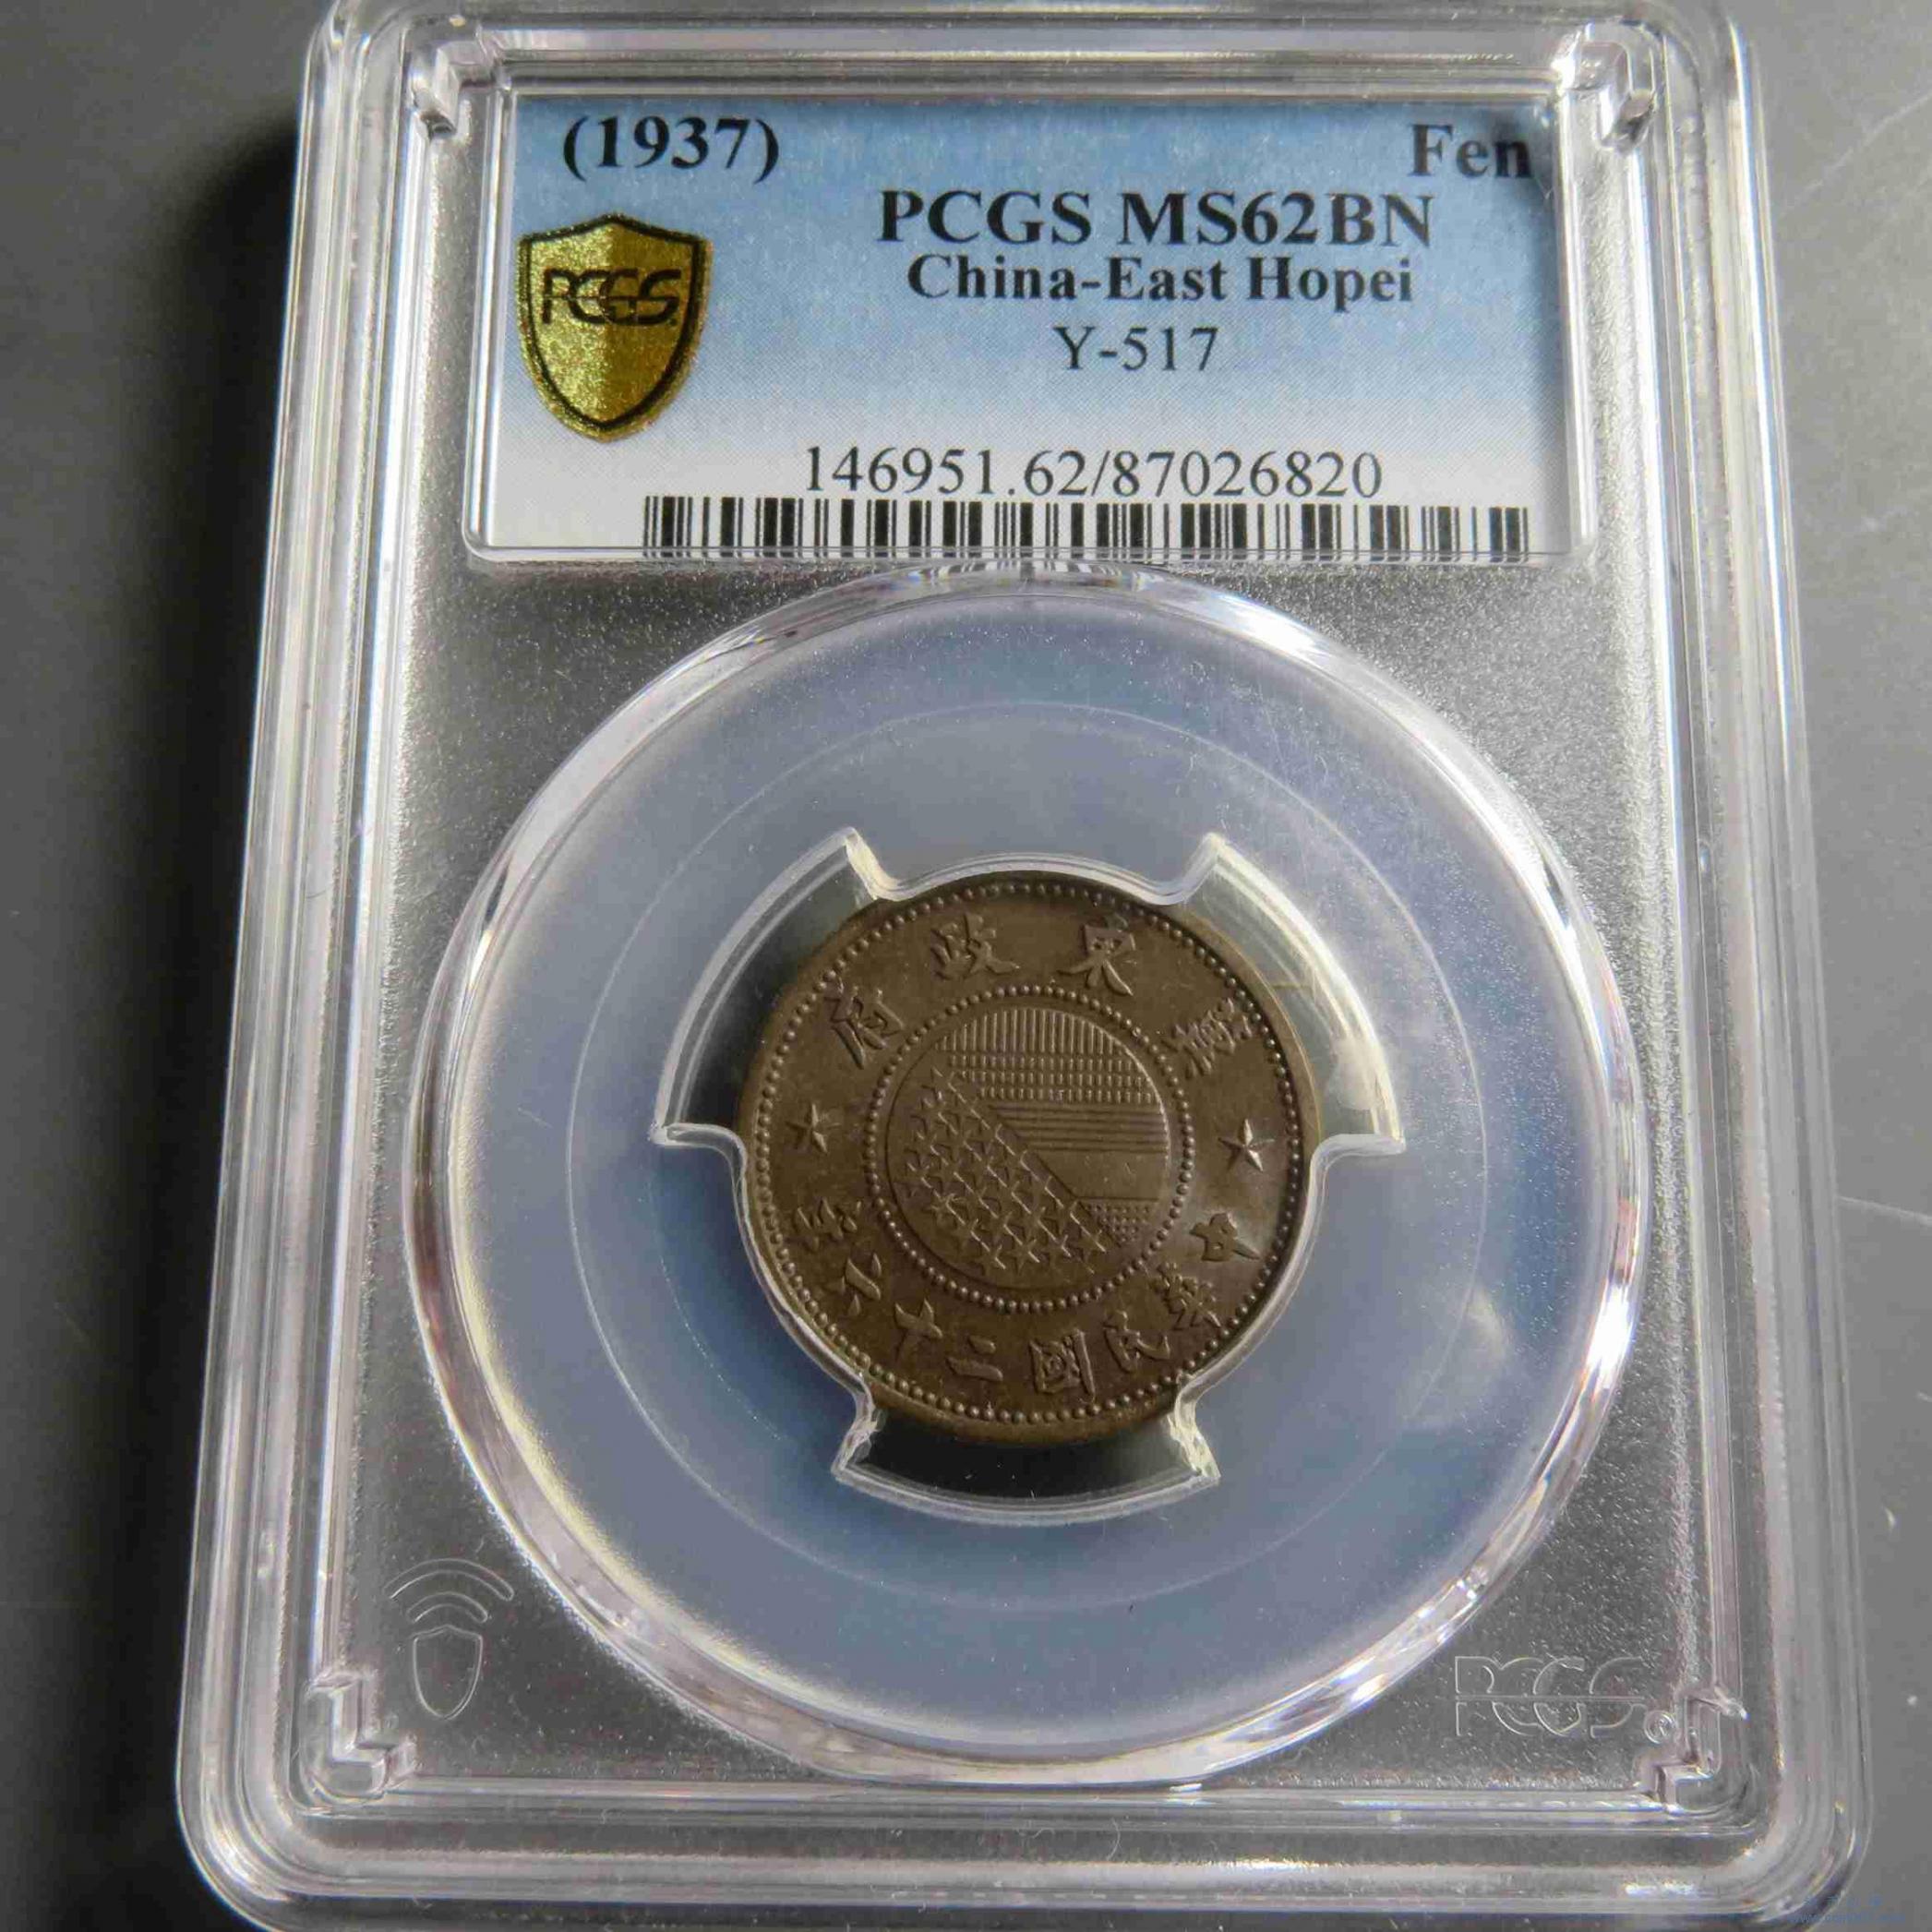 (1937) Fen
PCGS MS62BN
China-East Hopei
Y-517
PCGS
146951.62/87026820
冀東政府
中華民國二十六年
PCGS